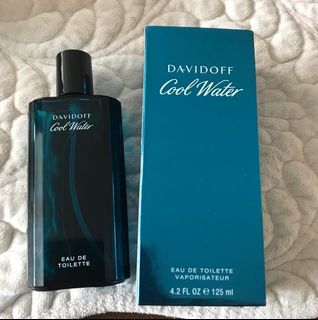 DAVIDOFF
Cool Water
EAU DE
TOILETTE
DAVIDOFF
Cool Water
EAU DE TOILETTE
VAPORISATEUR
4.2 FL OZ e 125 ml